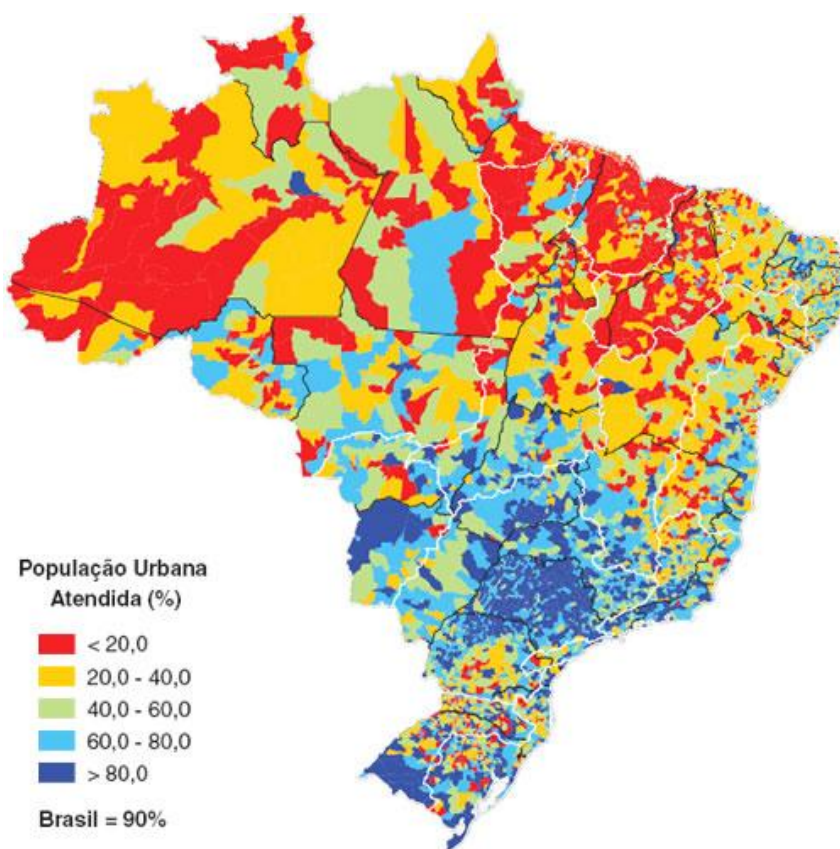 População Urbana
Atendida (%)
< 20,0
20,0 - 40,0
40,0 - 60,0
60,0 - 80,0
> 80,0
Brasil = 90%